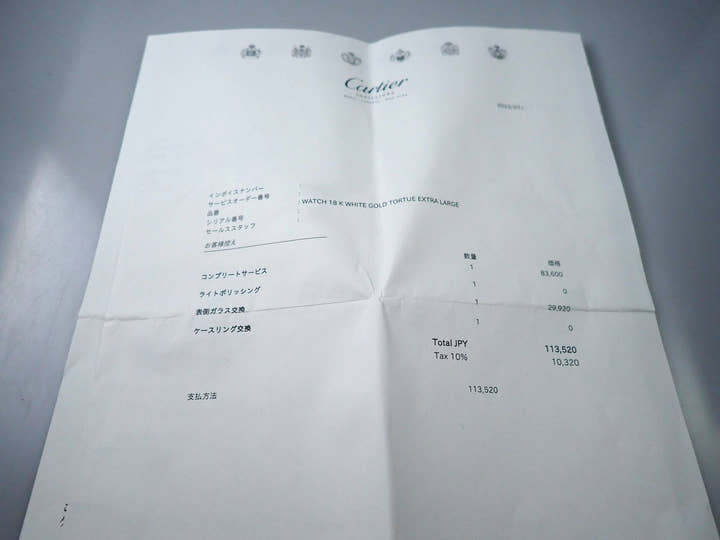 Cartier
インボイスナンバー
サービスオーダー番号
品番 WATCH 18 K WHITE GOLD TORTUE EXTRA LARGE
シリアル番号
セールススタッフ
お客様控え
数量 価格
コンプリートサービス 1 83,600
ライトポリッシング 1 0
表側ガラス交換 1 29,920
ケースリング交換 1 0
Total JPY 113,520
Tax 10% 10,320
支払方法 113,520